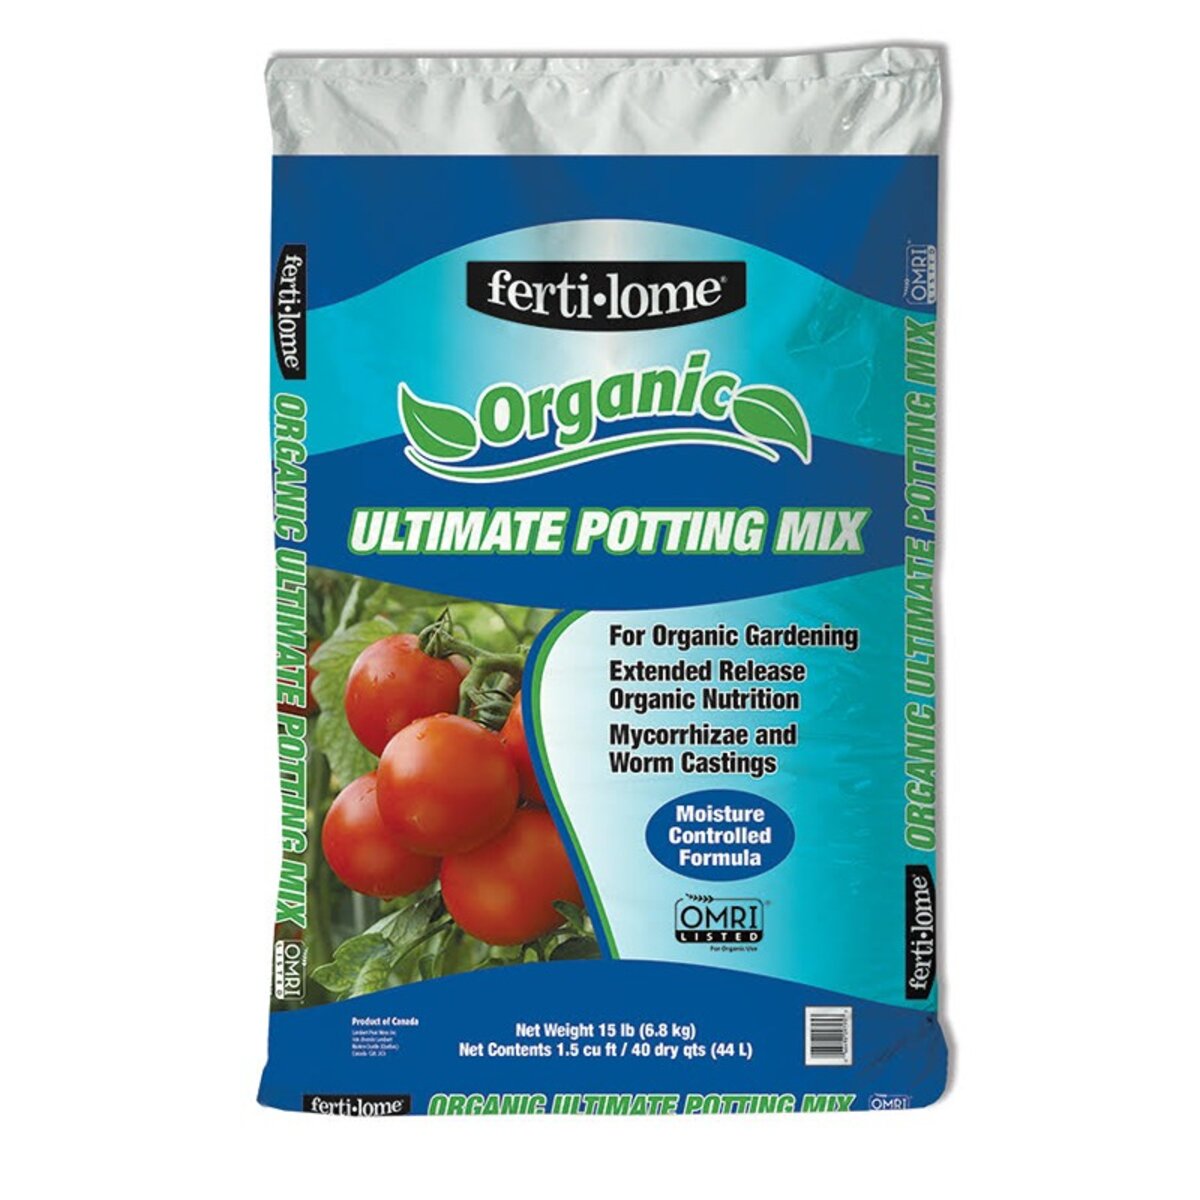 ferti·lome®
Organic
ULTIMATE POTTING MIX
For Organic Gardening
Extended Release
Organic Nutrition
Mycorrhizae and
Worm Castings
Moisture
Controlled
Formula
OMRI®
LISTED
For Organic Use
Product of Canada
Net Weight 15 lb (6.8 kg)
Net Contents 1.5 cu ft / 40 dry qts (44 L)
ferti·lome®
ORGANIC ULTIMATE POTTING MIX
OMRI
LISTED
OMRI
LISTED
ORGANIC ULTIMATE POTTING MIX
ferti·lome®
ferti·lome®
ORGANIC ULTIMATE POTTING MIX
OMRI